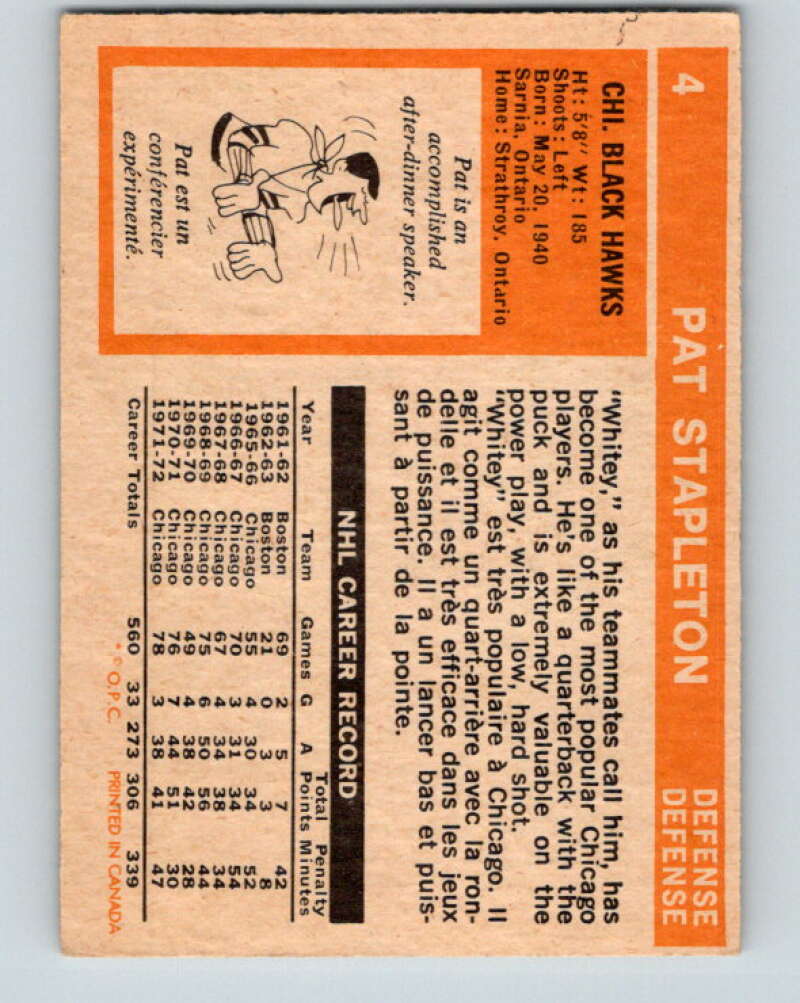 4 PAT STAPLETON DEFENSE
DEFENSE
CHI. BLACK HAWKS
Ht: 5'8" Wt: 185
Shoots: Left
Born: May 20, 1940
Sarnia, Ontario
Home: Strathroy, Ontario
Pat is an
accomplished
after-dinner speaker.
Pat est un
conférencier
expérimenté.
"Whitey," as his teammates call him, has
become one of the most popular Chicago
players. He's like a quarterback with the
puck and is extremely valuable on the
power play, with a low, hard shot.
"Whitey" est très populaire à Chicago. Il
agit comme un quart-arrière avec la ron-
delle et il est très efficace dans les jeux
de puissance. Il a un lancer bas et puis-
sant à partir de la pointe.
NHL CAREER RECORD
Total Penalty
Year Team Games G A Points Minutes
1961-62 Boston 69 2 5 7 42
1962-63 Boston 21 0 3 3 8
1965-66 Chicago 55 4 30 34 52
1966-67 Chicago 70 3 31 34 54
1967-68 Chicago 67 4 34 38 34
1968-69 Chicago 75 6 50 56 44
1969-70 Chicago 49 4 38 42 28
1970-71 Chicago 76 7 44 51 30
1971-72 Chicago 78 3 38 41 47
Career Totals 560 33 273 306 339
* © O.P.C. PRINTED IN CANADA